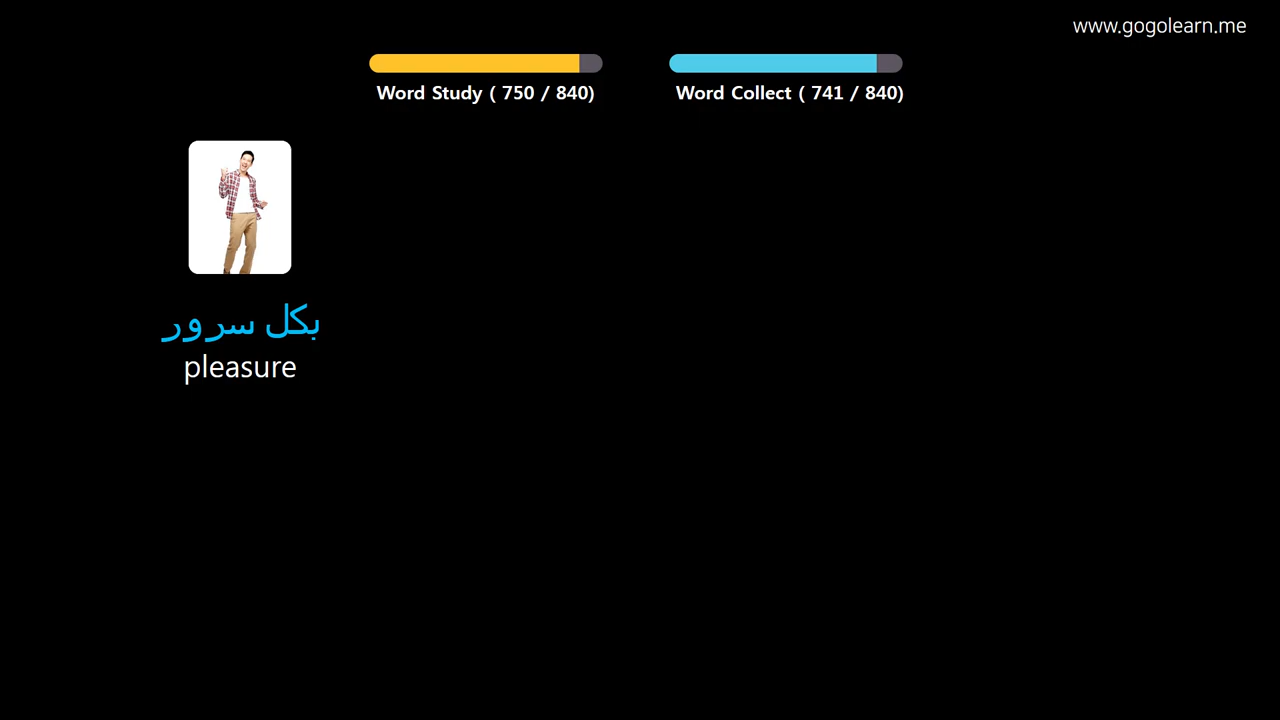 www.gogolearn.me
Word Study ( 750 / 840)
Word Collect ( 741 / 840)
بكل سرور
pleasure